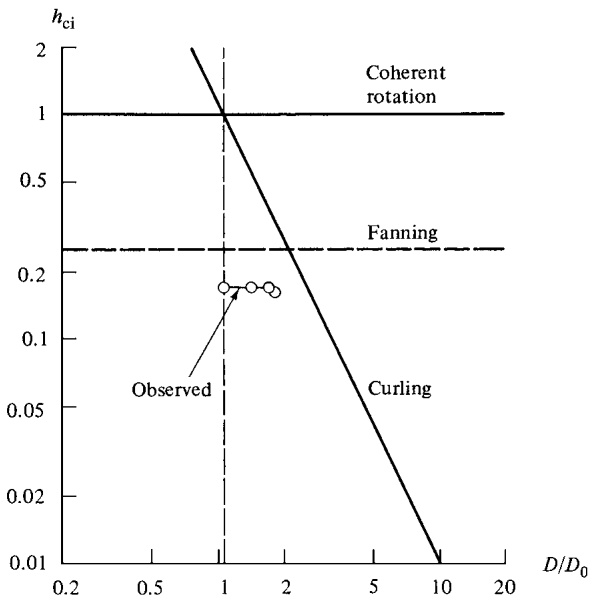 h_ci
2
Coherent
rotation
1
0.5
Fanning
0.2
0.1
Observed
Curling
0.05
0.02
0.01
D/D_0
0.2 0.5 1 2 5 10 20